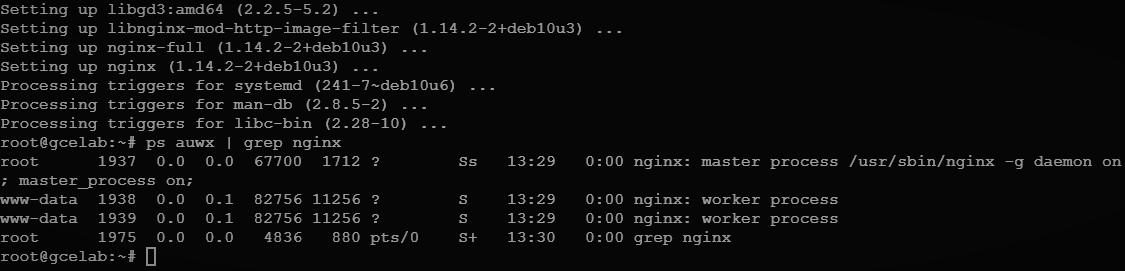 Setting up libgd3:amd64 (2.2.5-5.2) ...
Setting up libnginx-mod-http-image-filter (1.14.2-2+deb10u3) ...
Setting up nginx-full (1.14.2-2+deb10u3) ...
Setting up nginx (1.14.2-2+deb10u3) ...
Processing triggers for systemd (241-7~deb10u6) ...
Processing triggers for man-db (2.8.5-2) ...
Processing triggers for libc-bin (2.28-10) ...
root@gcelab:~# ps auwx | grep nginx
root      1937  0.0  0.0  67700  1712 ?        Ss   13:29   0:00 nginx: master process /usr/sbin/nginx -g daemon on
; master_process on;
www-data  1938  0.0  0.1  82756 11256 ?        S    13:29   0:00 nginx: worker process
www-data  1939  0.0  0.1  82756 11256 ?        S    13:29   0:00 nginx: worker process
root      1975  0.0  0.0   4836   880 pts/0    S+   13:30   0:00 grep nginx
root@gcelab:~#